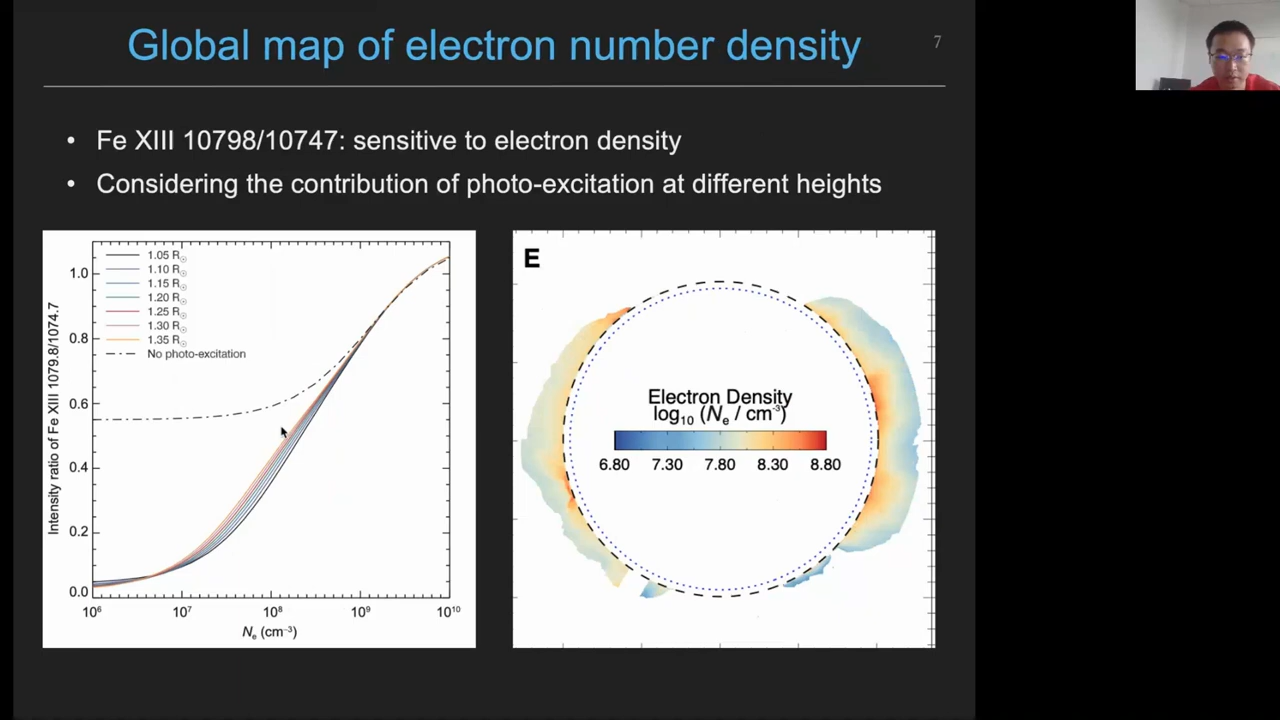 Global map of electron number density
7
• Fe XIII 10798/10747: sensitive to electron density
• Considering the contribution of photo-excitation at different heights
1.05 R☉
1.10 R☉
1.15 R☉
1.20 R☉
1.25 R☉
1.30 R☉
1.35 R☉
No photo-excitation
Intensity ratio of Fe XIII 1079.8/1074.7
1.0
0.8
0.6
0.4
0.2
0.0
10⁶ 10⁷ 10⁸ 10⁹ 10¹⁰
Nₑ (cm⁻³)
E
Electron Density
log₁₀ (Nₑ / cm⁻³)
6.80 7.30 7.80 8.30 8.80